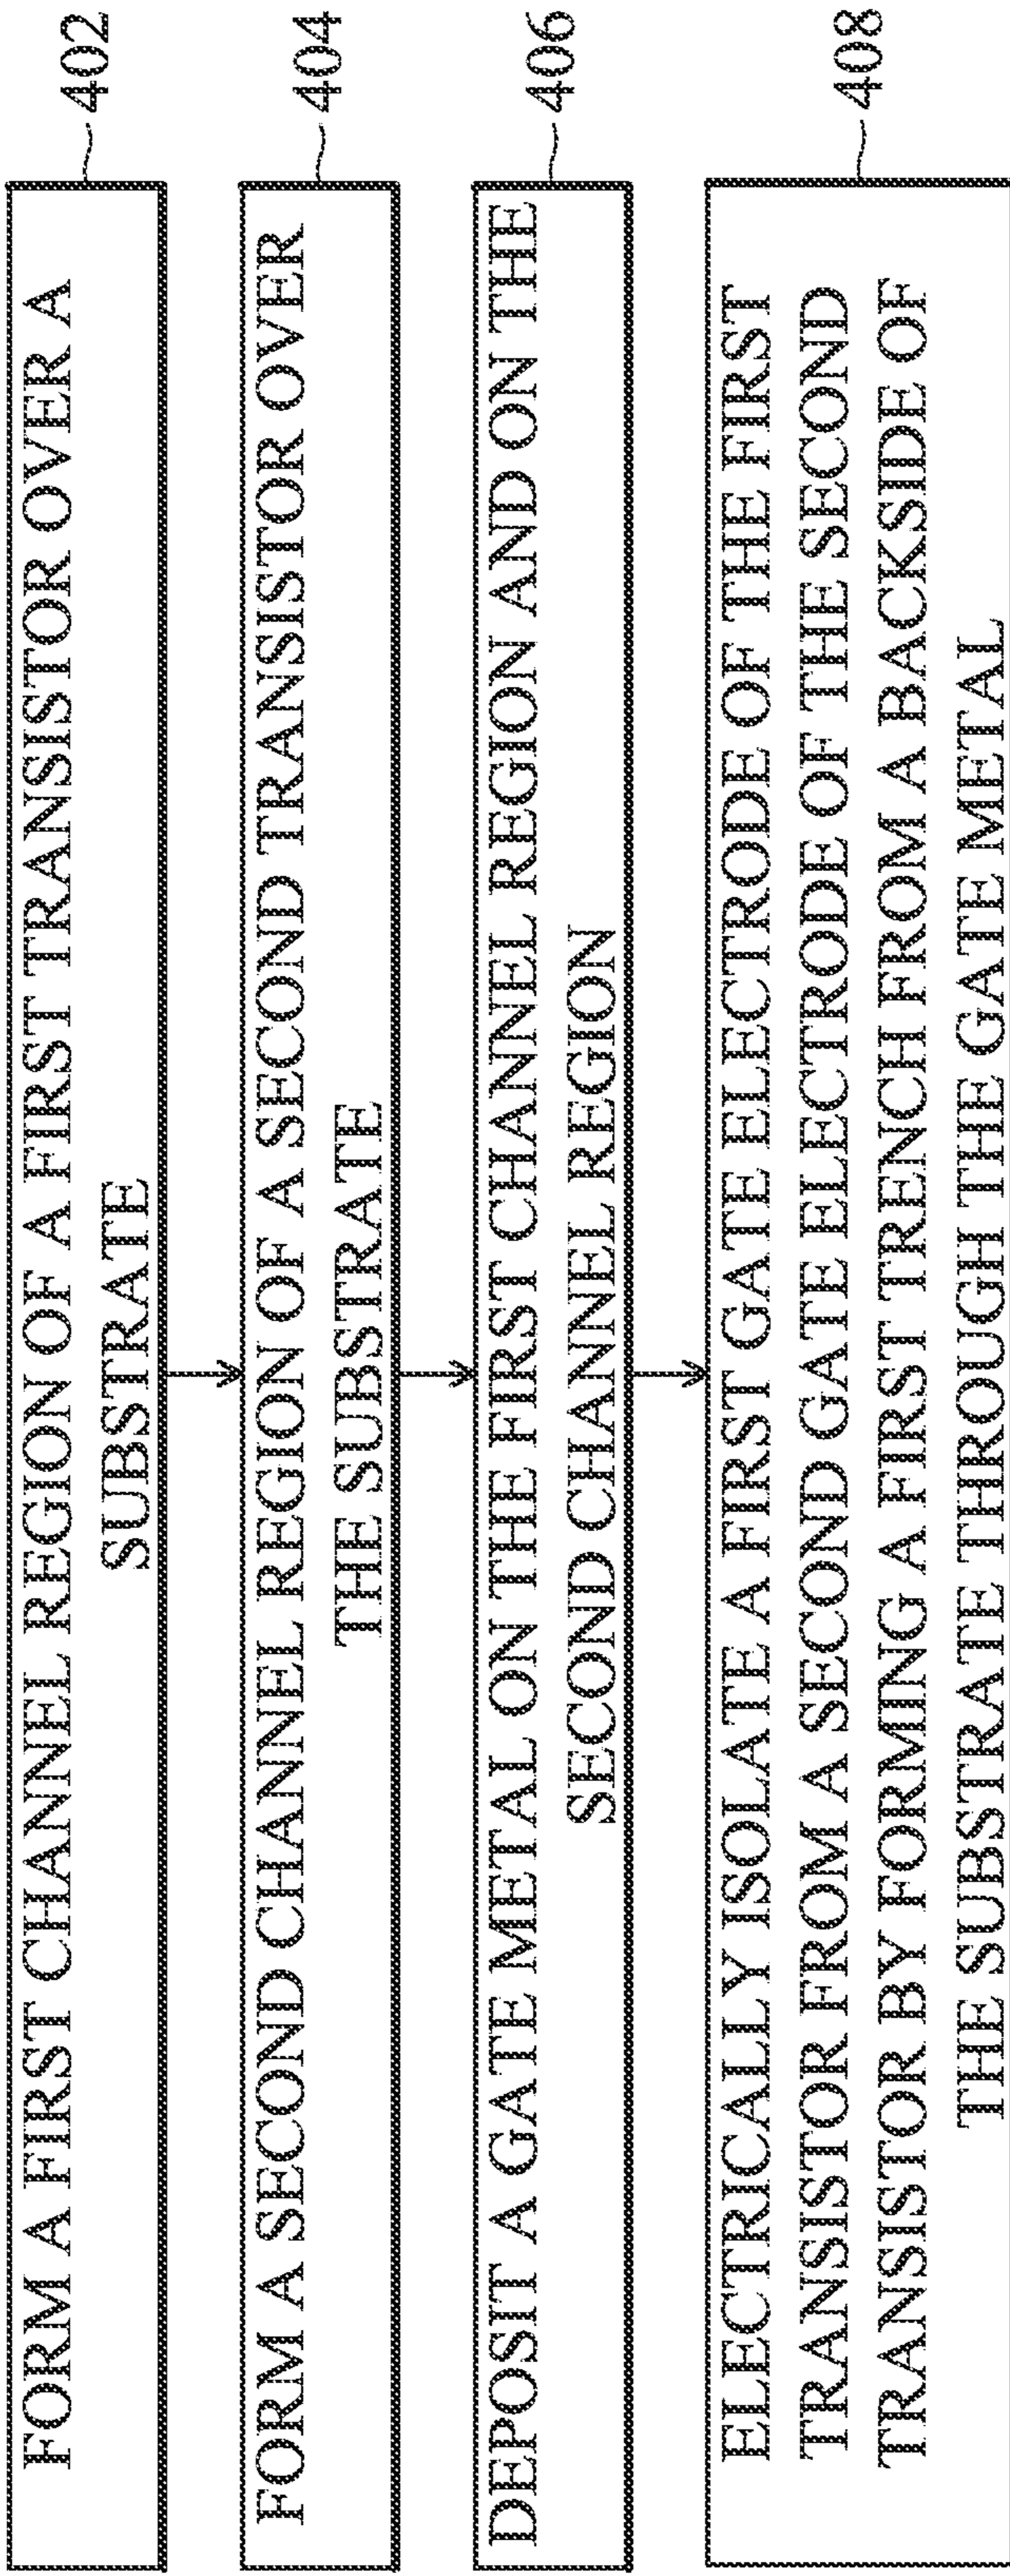 FORM A FIRST CHANNEL REGION OF A FIRST TRANSISTOR OVER A
SUBSTRATE
402
FORM A SECOND CHANNEL REGION OF A SECOND TRANSISTOR OVER
THE SUBSTRATE
404
DEPOSIT A GATE METAL ON THE FIRST CHANNEL REGION AND ON THE
SECOND CHANNEL REGION
406
ELECTRICALLY ISOLATE A FIRST GATE ELECTRODE OF THE FIRST
TRANSISTOR FROM A SECOND GATE ELECTRODE OF THE SECOND
TRANSISTOR BY FORMING A FIRST TRENCH FROM A BACKSIDE OF
THE SUBSTRATE THROUGH THE GATE METAL
408